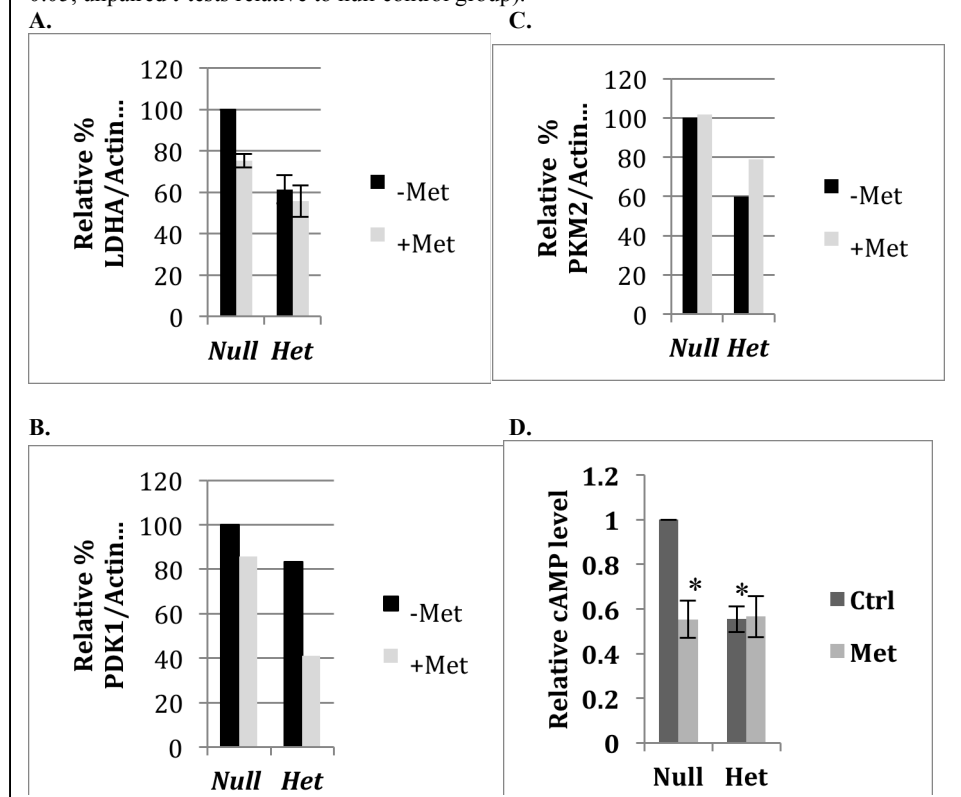 0.05, unpaired t-tests relative to null control group).
A.
120
100
80
60
40
20
0
Relative %
LDHA/Actin...
Null Het
-Met
+Met
C.
120
100
80
60
40
20
0
Relative %
PKM2/Actin...
Null Het
-Met
+Met
B.
120
100
80
60
40
20
0
Relative %
PDK1/Actin...
Null Het
-Met
+Met
D.
1.2
1
0.8
0.6
0.4
0.2
0
Relative cAMP level
* *
Null Het
Ctrl
Met